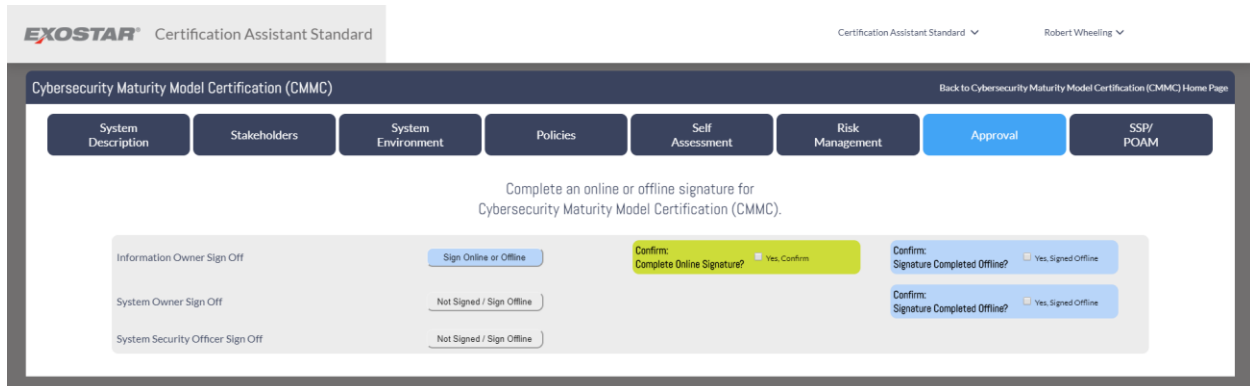 EXOSTAR® Certification Assistant Standard
Certification Assistant Standard
Robert Wheeling
Cybersecurity Maturity Model Certification (CMMC)
Back to Cybersecurity Maturity Model Certification (CMMC) Home Page
System
Description
Stakeholders
System
Environment
Policies
Self
Assessment
Risk
Management
Approval
SSP/
POAM
Complete an online or offline signature for
Cybersecurity Maturity Model Certification (CMMC).
Information Owner Sign Off
Sign Online or Offline
Confirm:
Complete Online Signature?
Yes, Confirm
Confirm:
Signature Completed Offline?
Yes, Signed Offline
System Owner Sign Off
Not Signed / Sign Offline
Confirm:
Signature Completed Offline?
Yes, Signed Offline
System Security Officer Sign Off
Not Signed / Sign Offline